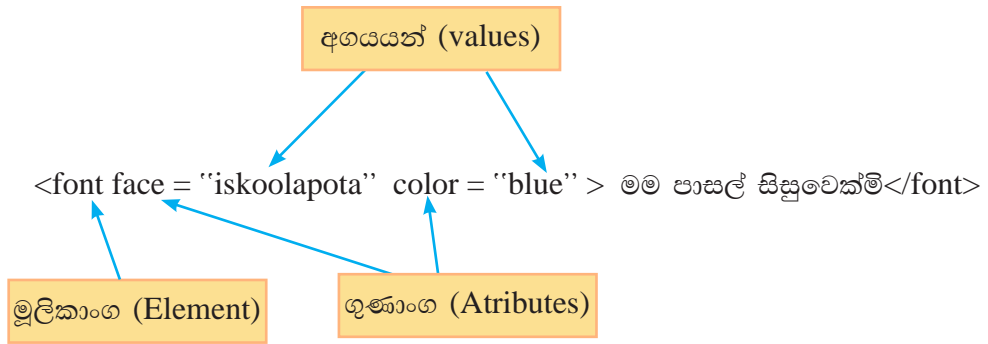 අගයයන් (values)
<font face = “iskoolapota”  color = “blue” > මම පාසල් සිසුවෙක්මි</font>
මූලිකාංග (Element)
ගුණාංග (Atributes)